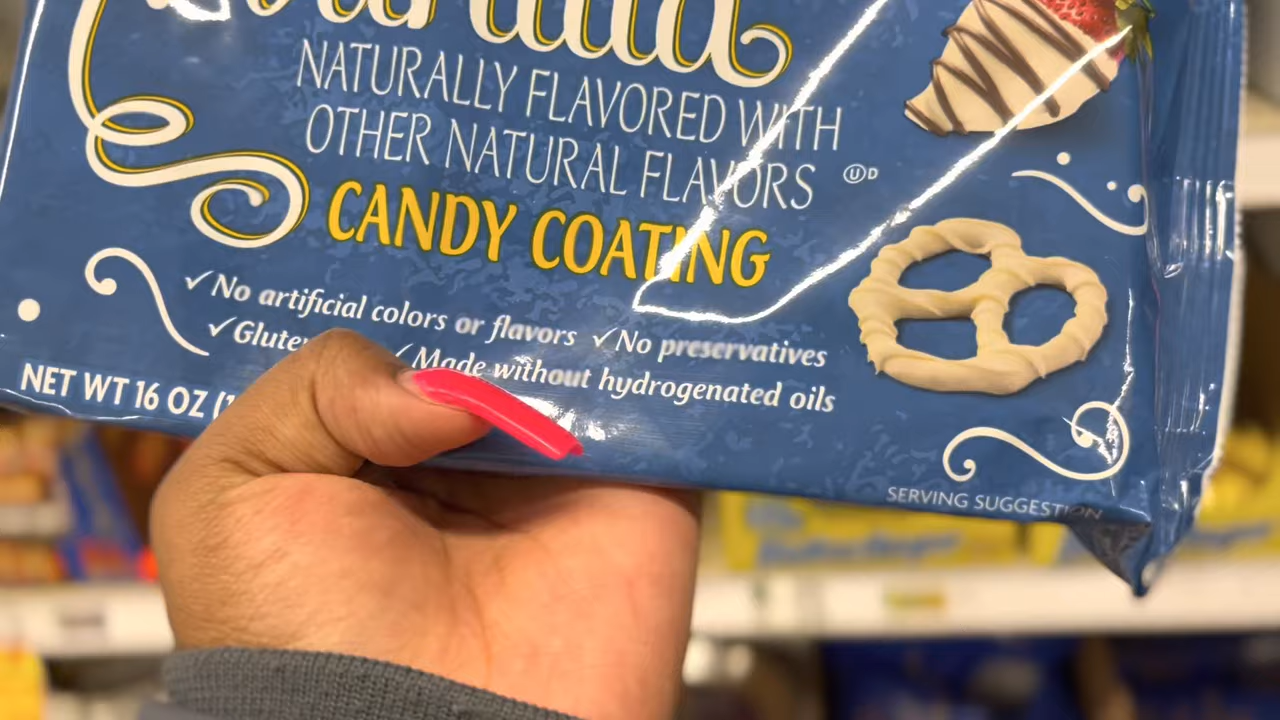 NATURALLY FLAVORED WITH
OTHER NATURAL FLAVORS
U D
CANDY COATING
✓ No artificial colors or flavors ✓ No preservatives
✓ Made without hydrogenated oils
NET WT 16 OZ
SERVING SUGGESTION